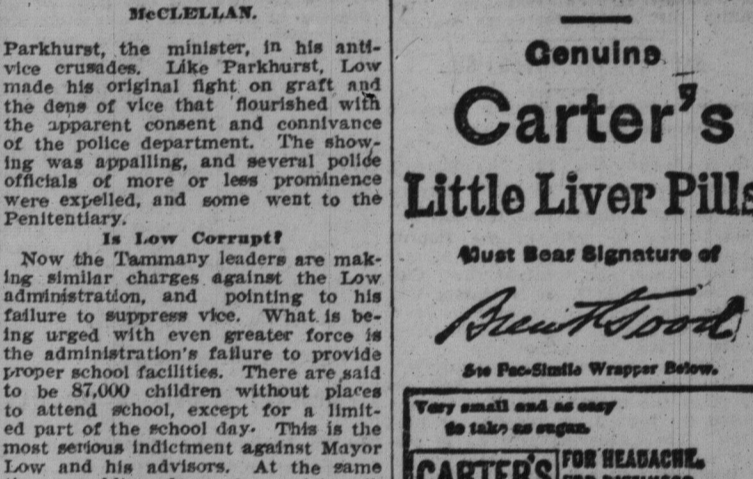 McCLELLAN.
Parkhurst, the minister, in his anti-
vice crusades. Like Parkhurst, Low
made his original fight on graft and
the dens of vice that flourished with
the apparent consent and connivance
of the police department. The show-
ing was appalling, and several police
officials of more or less prominence
were expelled, and some went to the
Penitentiary.
Is Low Corrupt?
Now the Tammany leaders are mak-
ing similar charges against the Low
administration, and pointing to his
failure to suppress vice. What is be-
ing urged with even greater force is
the administration's failure to provide
proper school facilities. There are said
to be 87,000 children without places
to attend school, except for a limit-
ed part of the school day. This is the
most serious indictment against Mayor
Low and his advisors. At the same
Genuine
Carter's
Little Liver Pills
Must Bear Signature of
Brent Good
See Fac-Simile Wrapper Below.
Very small and as easy
to take as sugar.
CARTER'S
FOR HEADACHE.